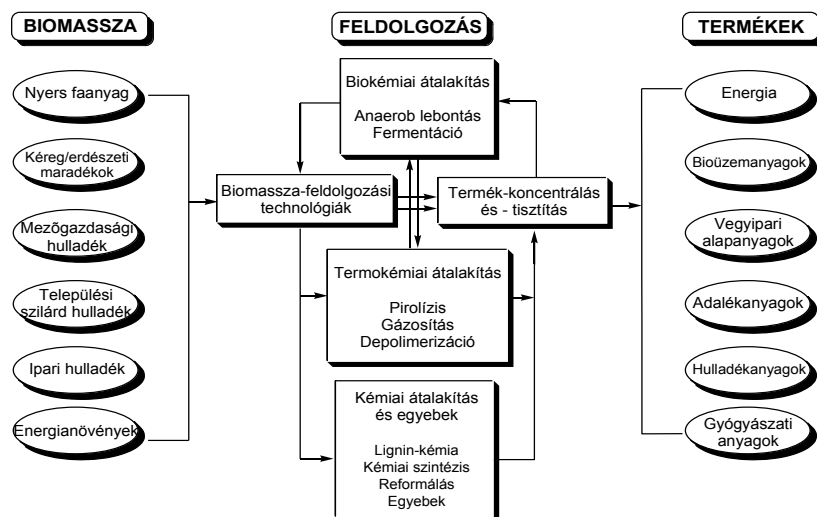 BIOMASSZA
FELDOLGOZÁS
TERMÉKEK
Nyers faanyag
Kéreg/erdészeti
maradékok
Mezõgazdasági
hulladék
Települési
szilárd hulladék
Ipari hulladék
Energianövények
Biomassza-feldolgozási
technológiák
Biokémiai átalakítás
Anaerob lebontás
Fermentáció
Termokémiai átalakítás
Pirolízis
Gázosítás
Depolimerizáció
Kémiai átalakítás
és egyebek
Lignin-kémia
Kémiai szintézis
Reformálás
Egyebek
Termék-koncentrálás
és - tisztítás
Energia
Bioüzemanyagok
Vegyipari
alapanyagok
Adalékanyagok
Hulladékanyagok
Gyógyászati
anyagok